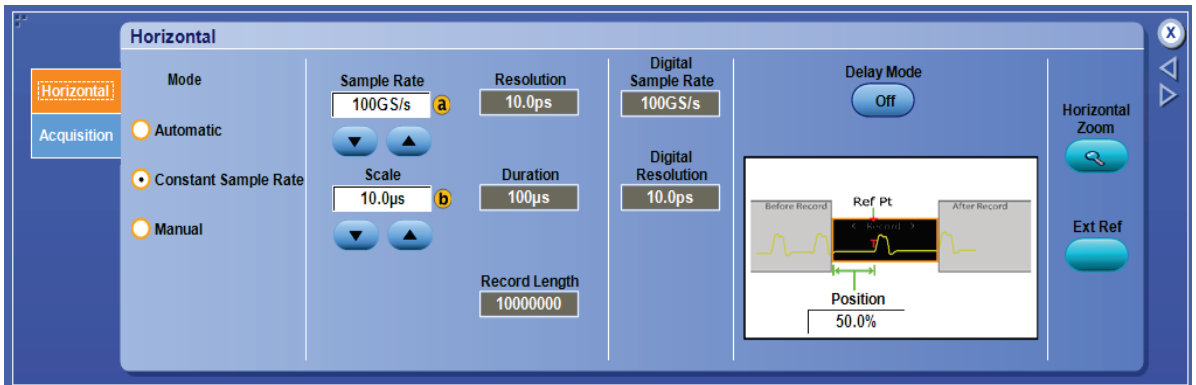 Horizontal
X
Horizontal
Acquisition
Mode
Automatic
Constant Sample Rate
Manual
Sample Rate
100GS/s a
Scale
10.0µs b
Resolution
10.0ps
Duration
100µs
Record Length
10000000
Digital
Sample Rate
100GS/s
Digital
Resolution
10.0ps
Delay Mode
Off
Before Record
Ref Pt
After Record
< Record >
T
Position
50.0%
Horizontal
Zoom
Ext Ref